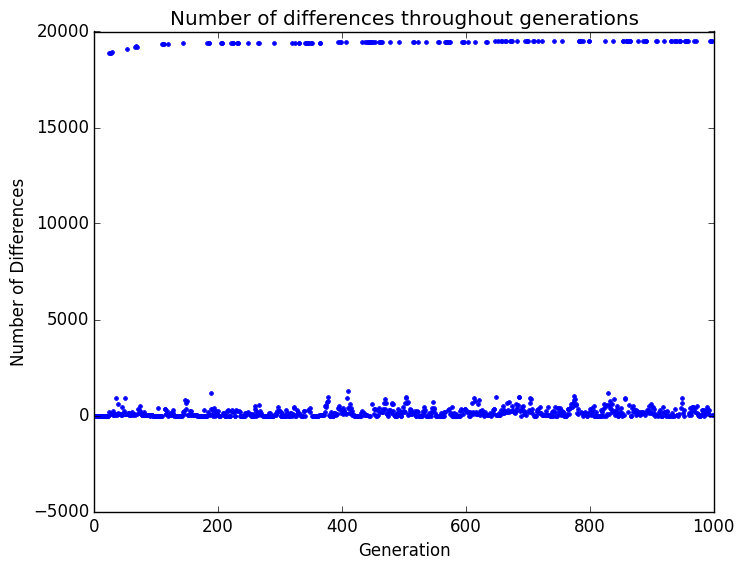 Number of differences throughout generations
20000
15000
10000
5000
0
−5000
Number of Differences
0 200 400 600 800 1000
Generation